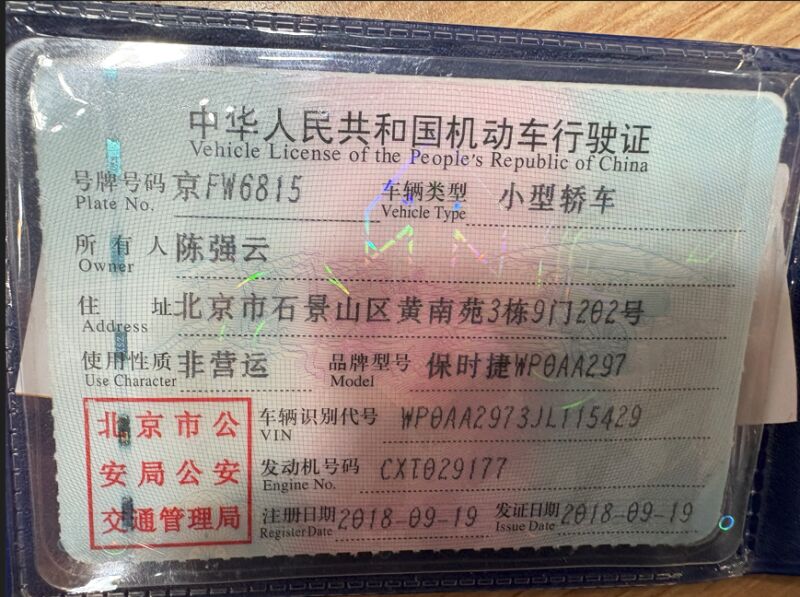 中华人民共和国机动车行驶证
Vehicle License of the People's Republic of China
号牌号码 京FW6815 车辆类型 小型轿车
Plate No. Vehicle Type
所有人 陈强云
Owner
住址 北京市石景山区黄南苑3栋9门202号
Address
使用性质 非营运 品牌型号 保时捷WP0AA297
Use Character Model
北京市公
安局公安
交通管理局
车辆识别代号 WP0AA2973JL115429
VIN
发动机号码 CXT029177
Engine No.
注册日期 2018-09-19 发证日期 2018-09-19
Register Date Issue Date